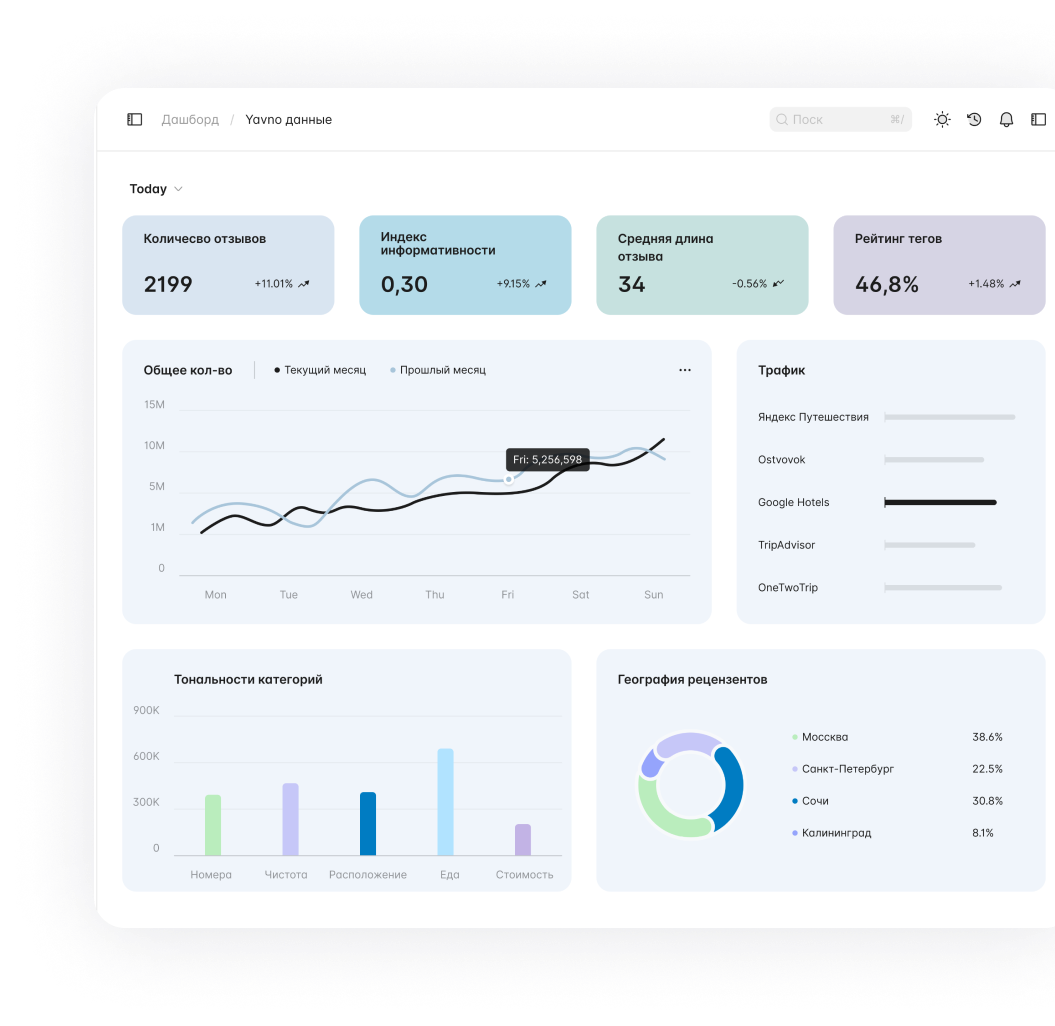 Дашборд / Yavno данные
Поск ⌘/
Today
Количесво отзывов
2199 +11.01%
Индекс
информативности
0,30 +9.15%
Средняя длина
отзыва
34 -0.56%
Рейтинг тегов
46,8% +1.48%
Общее кол-во
Текущий месяц
Прошлый месяц
15M
10M
5M
1M
0
Fri: 5,256,598
Mon Tue Wed Thu Fri Sat Sun
Трафик
Яндекс Путешествия
Ostvovok
Google Hotels
TripAdvisor
OneTwoTrip
Тональности категорий
900K
600K
300K
0
Номера Чистота Расположение Еда Стоимость
География рецензентов
Моссква 38.6%
Санкт-Петербург 22.5%
Сочи 30.8%
Калининград 8.1%